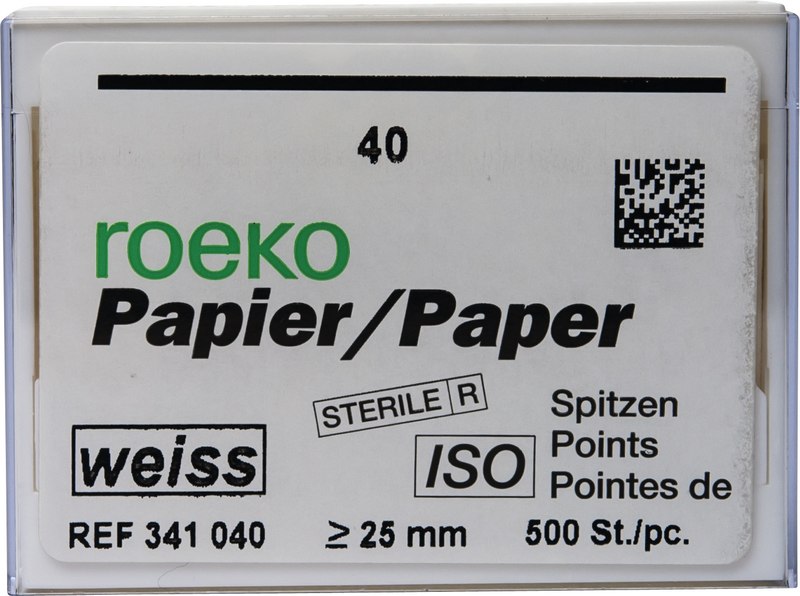 40
roeko
Papier/Paper
STERILE R
weiss
ISO
Spitzen
Points
Pointes de
REF 341 040
≥ 25 mm
500 St./pc.